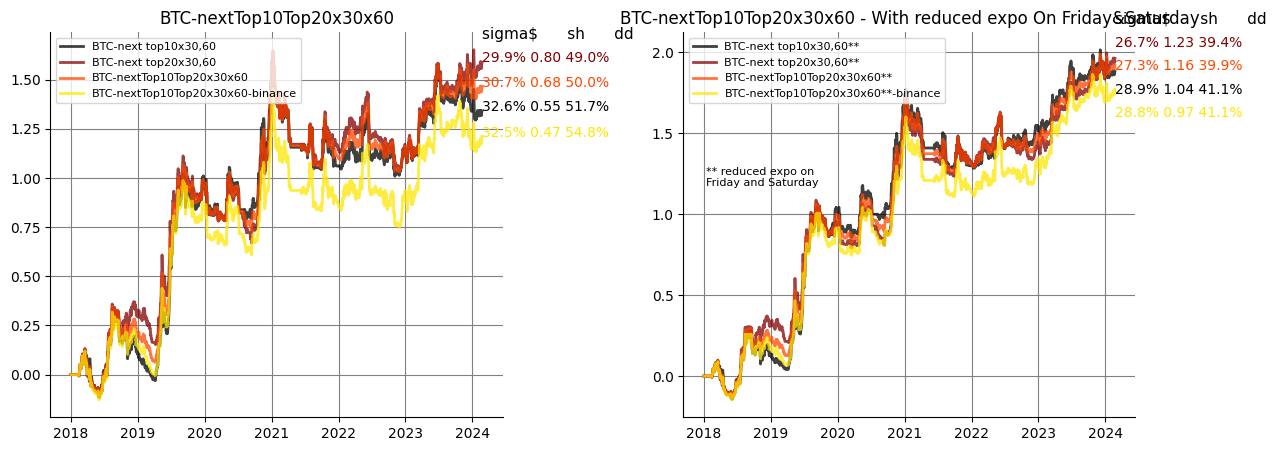 BTC-nextTop10Top20x30x60
sigma$ sh dd
BTC-next top10x30,60
BTC-next top20x30,60
BTC-nextTop10Top20x30x60
BTC-nextTop10Top20x30x60-binance
29.9% 0.80 49.0%
30.7% 0.68 50.0%
32.6% 0.55 51.7%
32.5% 0.47 54.8%
1.50
1.25
1.00
0.75
0.50
0.25
0.00
2018 2019 2020 2021 2022 2023 2024
BTC-nextTop10Top20x30x60 - With reduced expo On Fridays&Saturday
sigma$ sh dd
BTC-next top10x30,60**
BTC-next top20x30,60**
BTC-nextTop10Top20x30x60**
BTC-nextTop10Top20x30x60**-binance
26.7% 1.23 39.4%
27.3% 1.16 39.9%
28.9% 1.04 41.1%
28.8% 0.97 41.1%
** reduced expo on
Friday and Saturday
2.0
1.5
1.0
0.5
0.0
2018 2019 2020 2021 2022 2023 2024